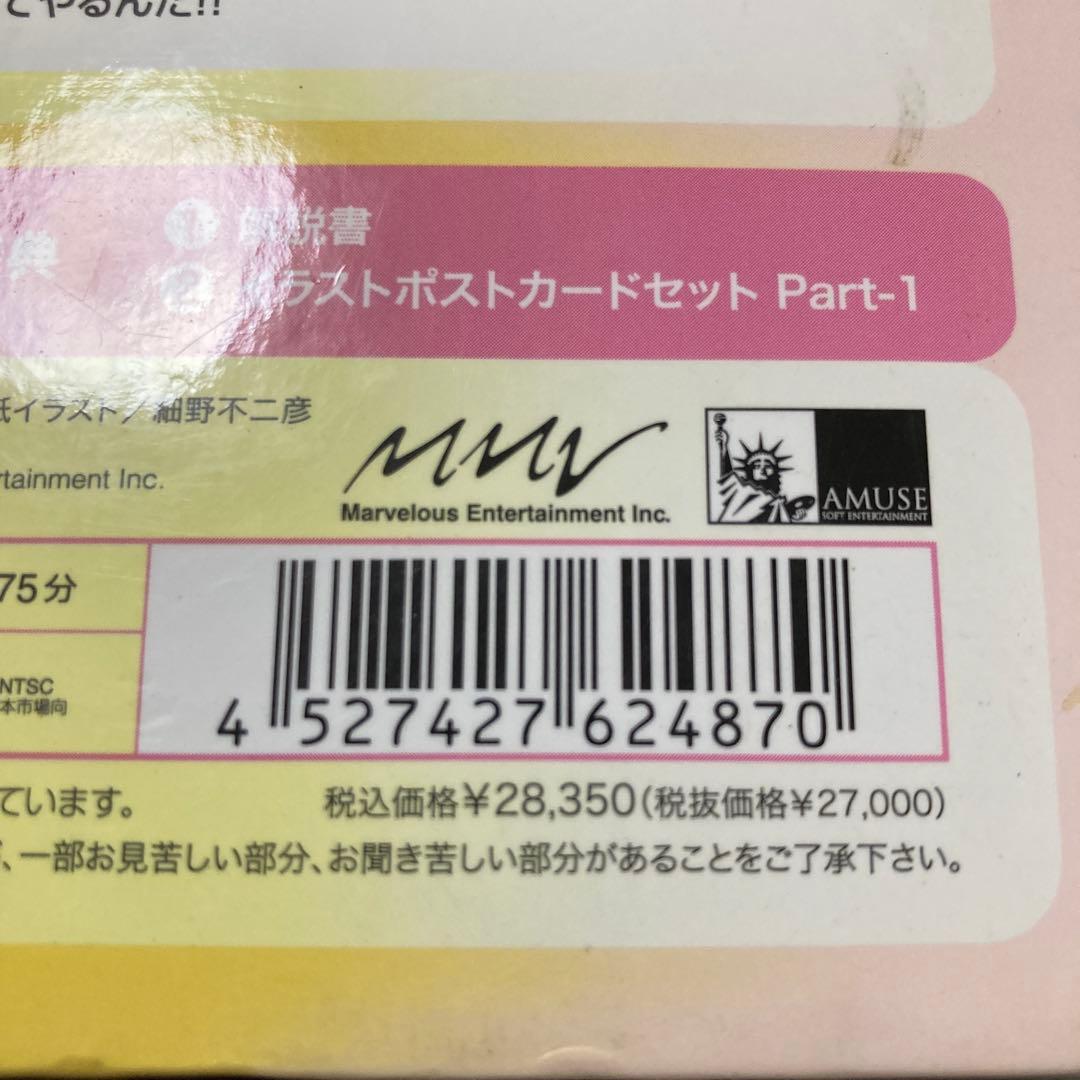 てやるんだ!!
典
① 解説書
② イラストポストカードセット Part-1
紙イラスト／細野不二彦
rtainment Inc.
Marvelous Entertainment Inc.
AMUSE
SOFT ENTERTAINMENT
75分
NTSC
本市場向
4 527427 624870
ています。
税込価格￥28,350(税抜価格￥27,000)
、一部お見苦しい部分、お聞き苦しい部分があることをご了承下さい。